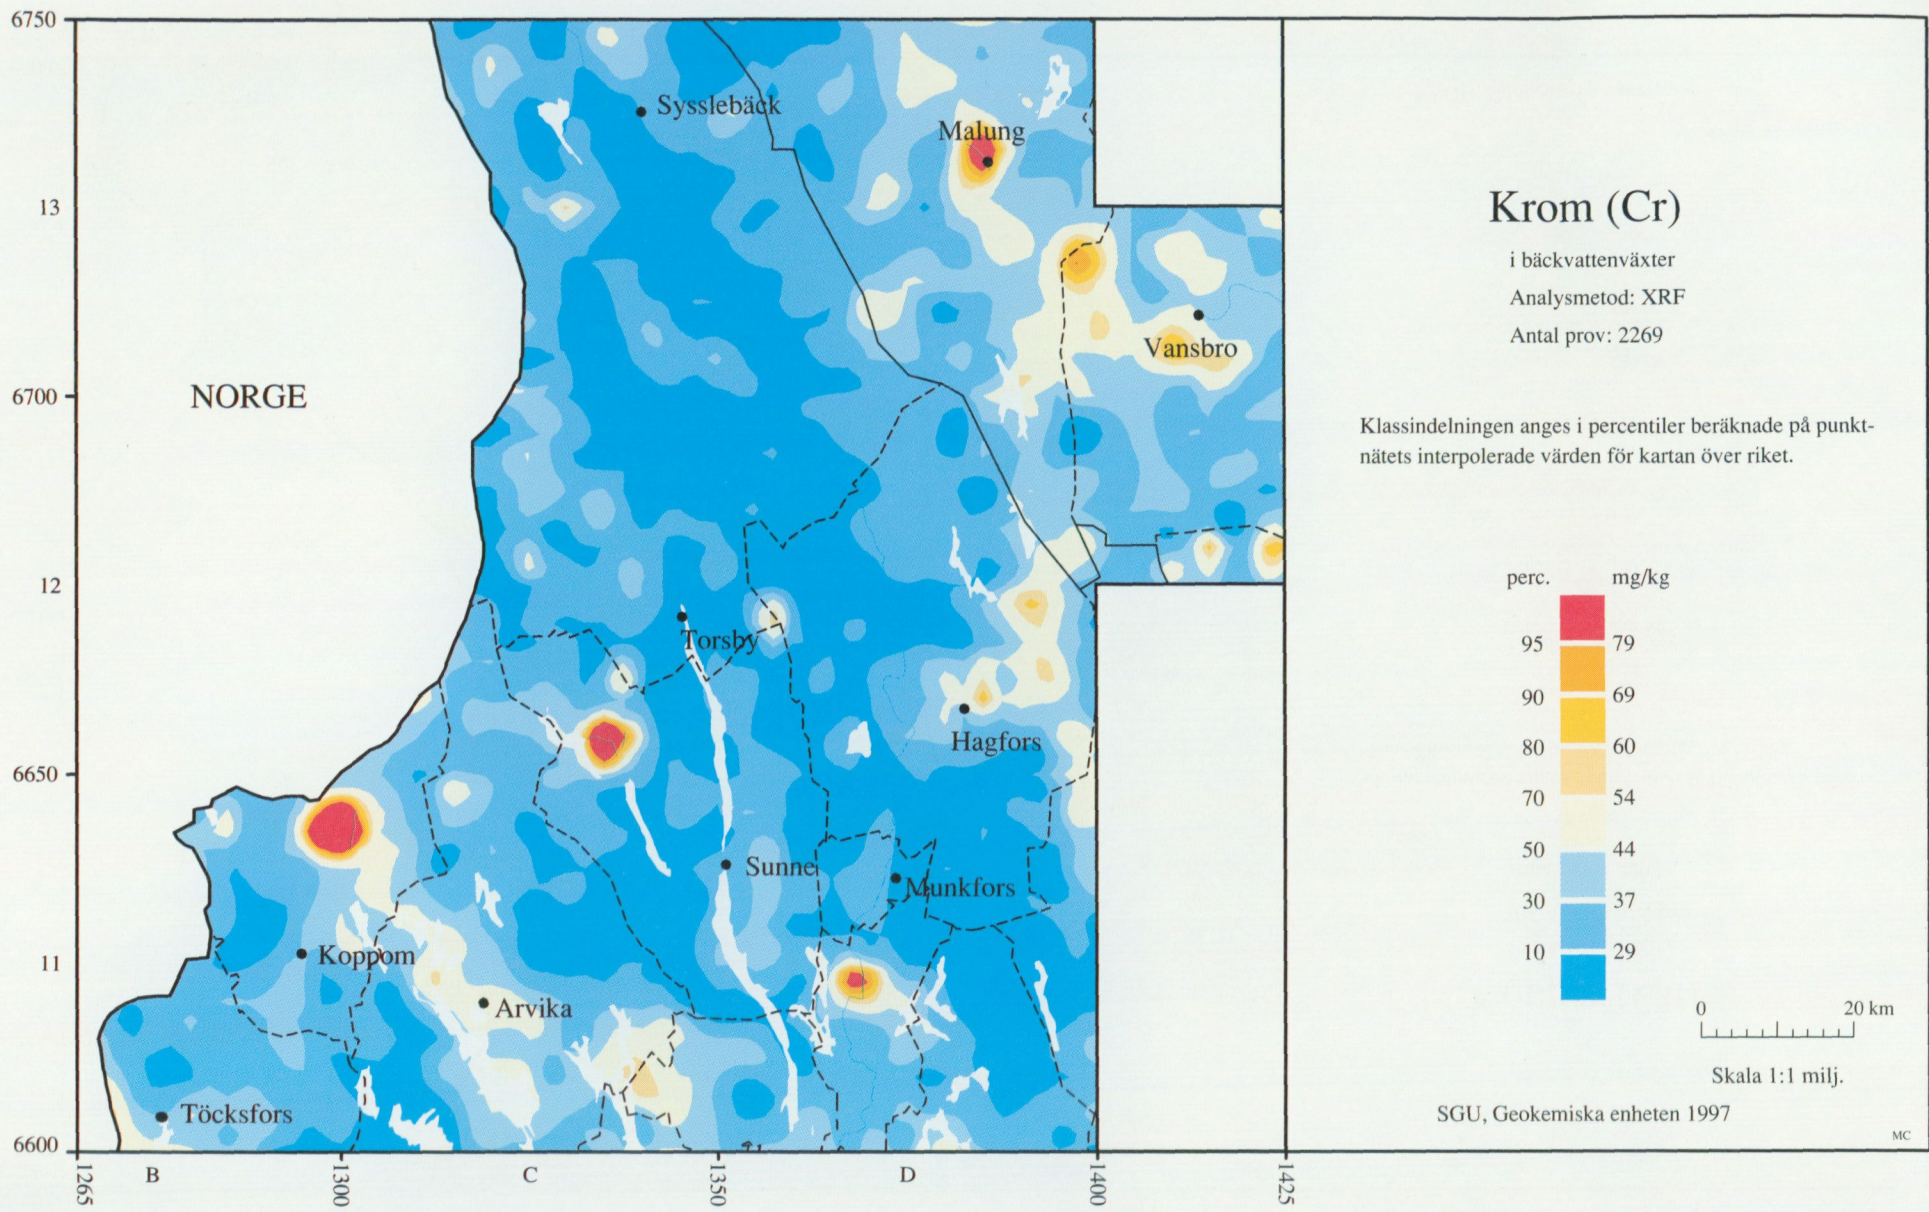 6750
13
6700
12
6650
11
6600
1265
B
1300
C
1350
D
1400
1425
NORGE
Sysslebäck
Malung
Vansbro
Torsby
Hagfors
Sunne
Munkfors
Koppom
Arvika
Töcksfors
Krom (Cr)
i bäckvattenväxter
Analysmetod: XRF
Antal prov: 2269
Klassindelningen anges i percentiler beräknade på punkt-
nätets interpolerade värden för kartan över riket.
perc. mg/kg
95 79
90 69
80 60
70 54
50 44
30 37
10 29
0 20 km
Skala 1:1 milj.
SGU, Geokemiska enheten 1997
MC